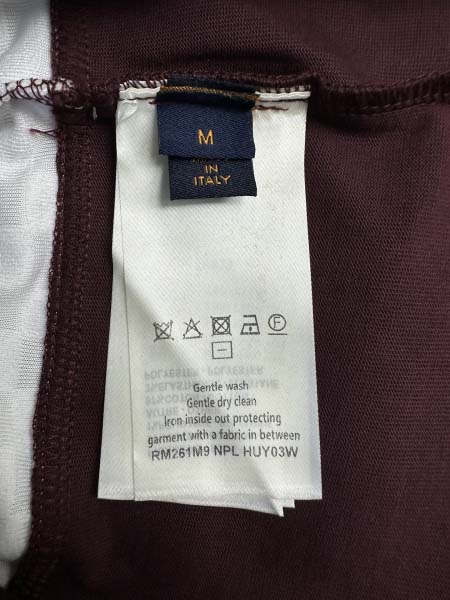 M
MADE
IN
ITALY
Gentle wash
Gentle dry clean
Iron inside out protecting
garment with a fabric in between
RM261M9 NPL HUY03W